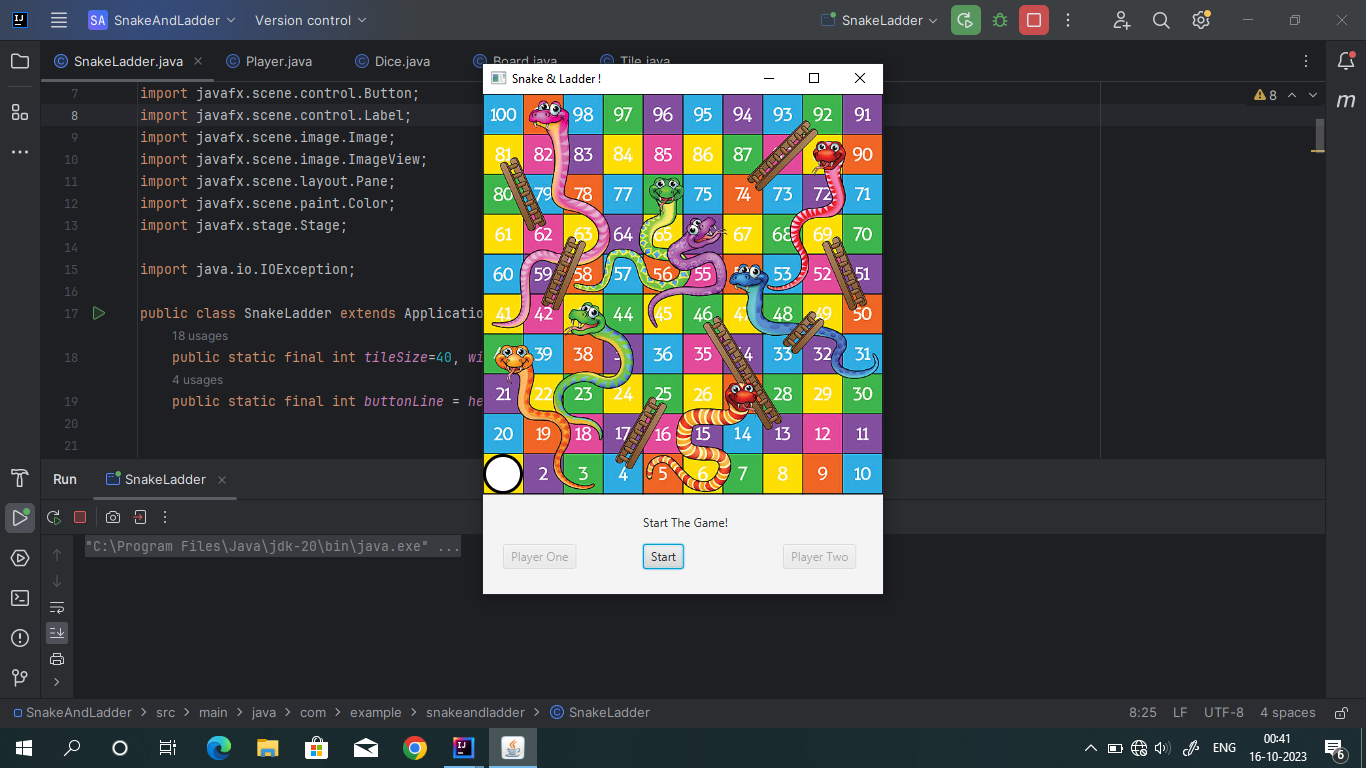 SA SnakeAndLadder Version control SnakeLadder
SnakeLadder.java Player.java Dice.java Board.java Tile.java
Snake & Ladder !
7 import javafx.scene.control.Button; 8
8 import javafx.scene.control.Label;
9 import javafx.scene.image.Image;
10 import javafx.scene.image.ImageView;
11 import javafx.scene.layout.Pane;
12 import javafx.scene.paint.Color;
13 import javafx.stage.Stage;
14
15 import java.io.IOException;
16
17 public class SnakeLadder extends Application
18 usages
18 public static final int tileSize=40, wi
4 usages
19 public static final int buttonLine = he
20
21
100 98 97 96 95 94 93 92 91
81 82 83 84 85 86 87 90
80 79 78 77 75 74 73 72 71
61 62 63 64 65 67 68 69 70
60 59 58 57 56 55 53 52 51
41 42 44 45 46 48 49 50
39 38 36 35 32 31
21 22 23 24 25 26 28 29 30
20 19 18 17 16 15 14 13 12 11
2 3 4 5 6 7 8 9 10
Start The Game!
Player One Start Player Two
Run SnakeLadder
"C:\Program Files\Java\jdk-20\bin\java.exe" ...
SnakeAndLadder > src > main > java > com > example > snakeandladder > SnakeLadder 8:25 LF UTF-8 4 spaces
ENG 00:41
16-10-2023 6